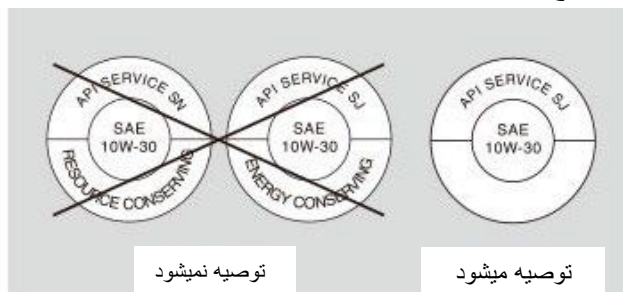 API SERVICE SN
SAE
10W-30
RESOURCE CONSERVING
API SERVICE SJ
SAE
10W-30
ENERGY CONSERVING
API SERVICE SJ
SAE
10W-30
توصیه نمیشود
توصیه میشود